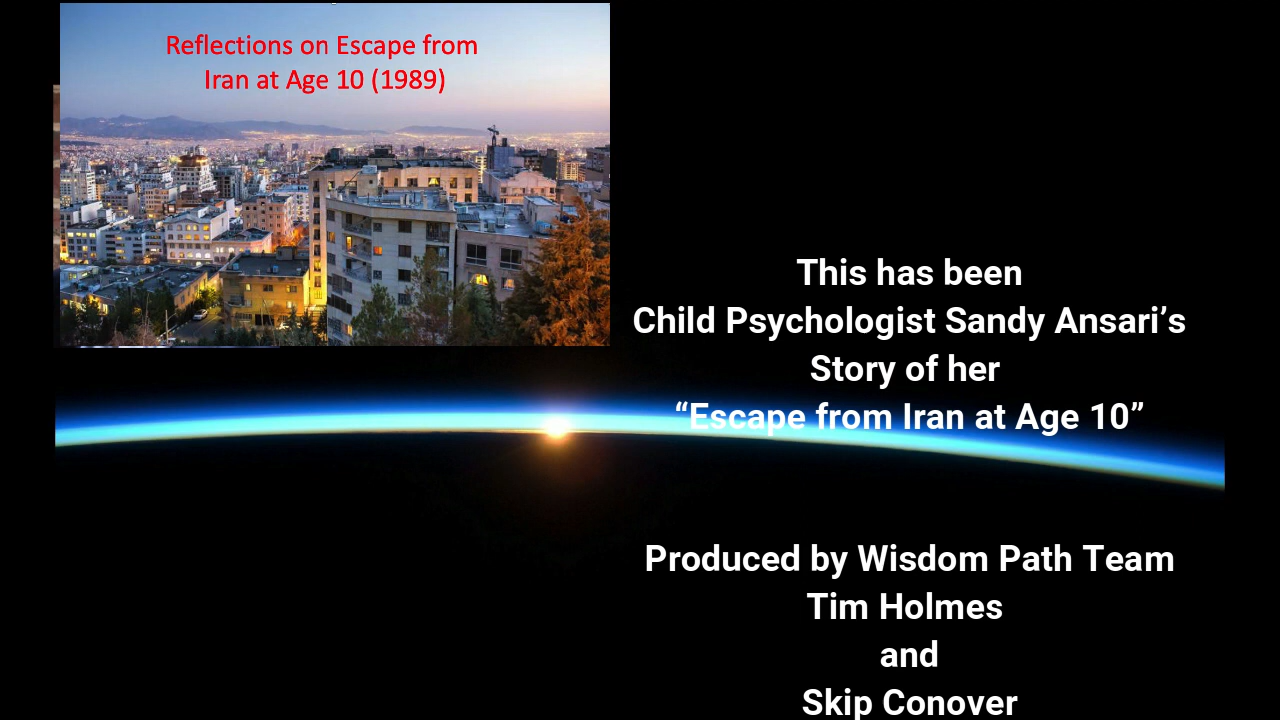 Reflections on Escape from
Iran at Age 10 (1989)
This has been
Child Psychologist Sandy Ansari’s
Story of her
“Escape from Iran at Age 10”
Produced by Wisdom Path Team
Tim Holmes
and
Skip Conover